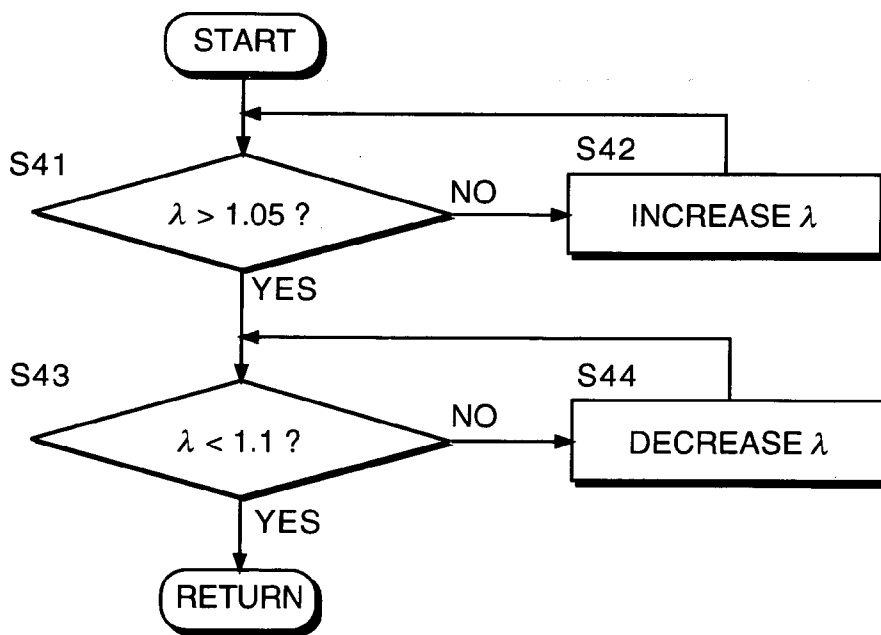 START
S41
λ > 1.05 ?
NO
S42
INCREASE λ
YES
S43
λ < 1.1 ?
NO
S44
DECREASE λ
YES
RETURN